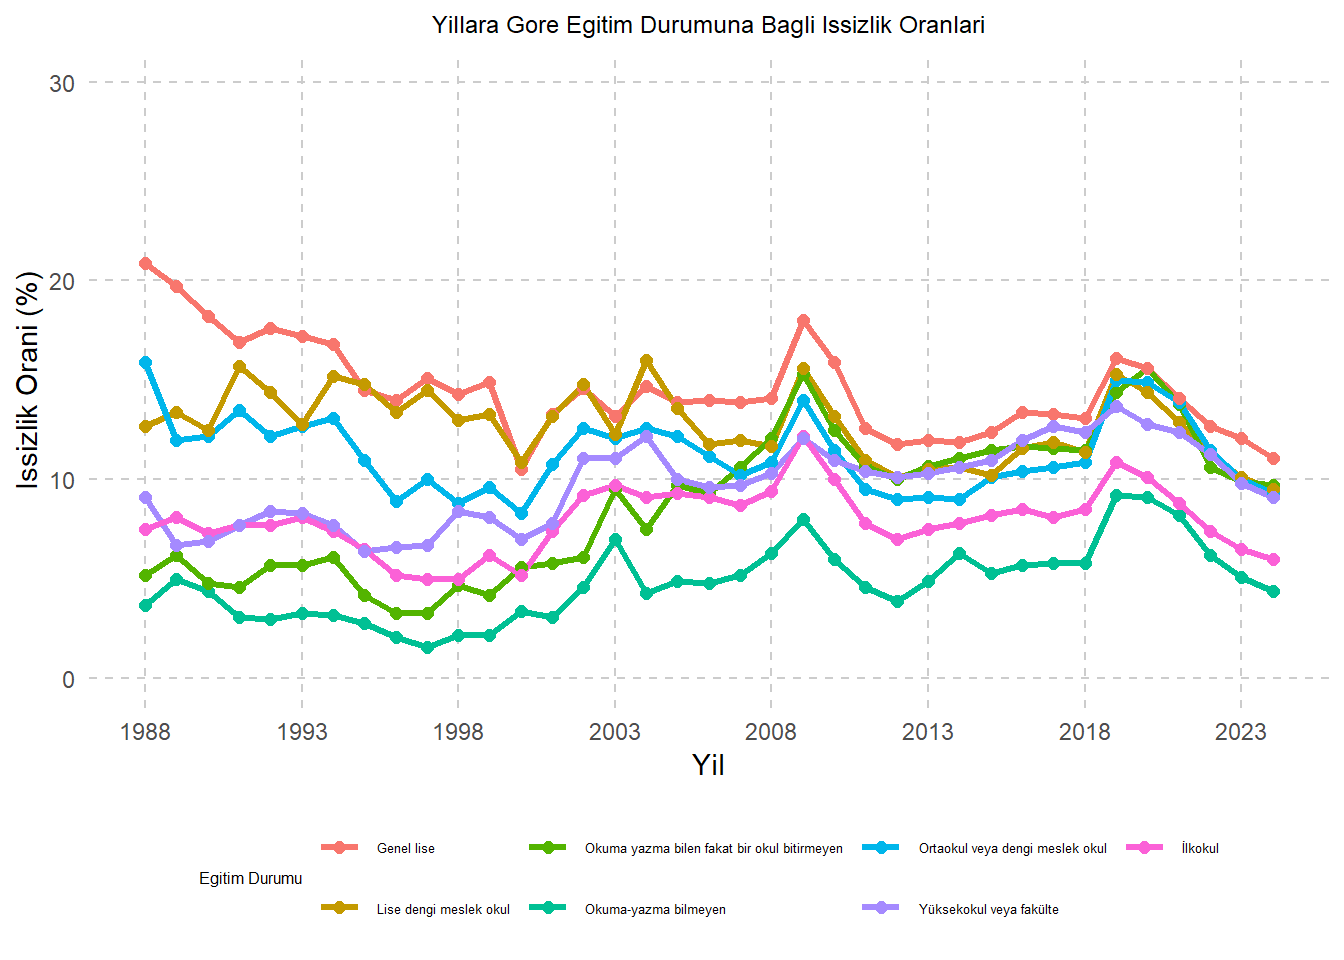 Yillara Gore Egitim Durumuna Bagli Issizlik Oranlari
Issizlik Orani (%)
30
20
10
0
1988 1993 1998 2003 2008 2013 2018 2023
Yil
Egitim Durumu
Genel lise Okuma yazma bilen fakat bir okul bitirmeyen Ortaokul veya dengi meslek okul İlkokul
Lise dengi meslek okul Okuma-yazma bilmeyen Yüksekokul veya fakülte